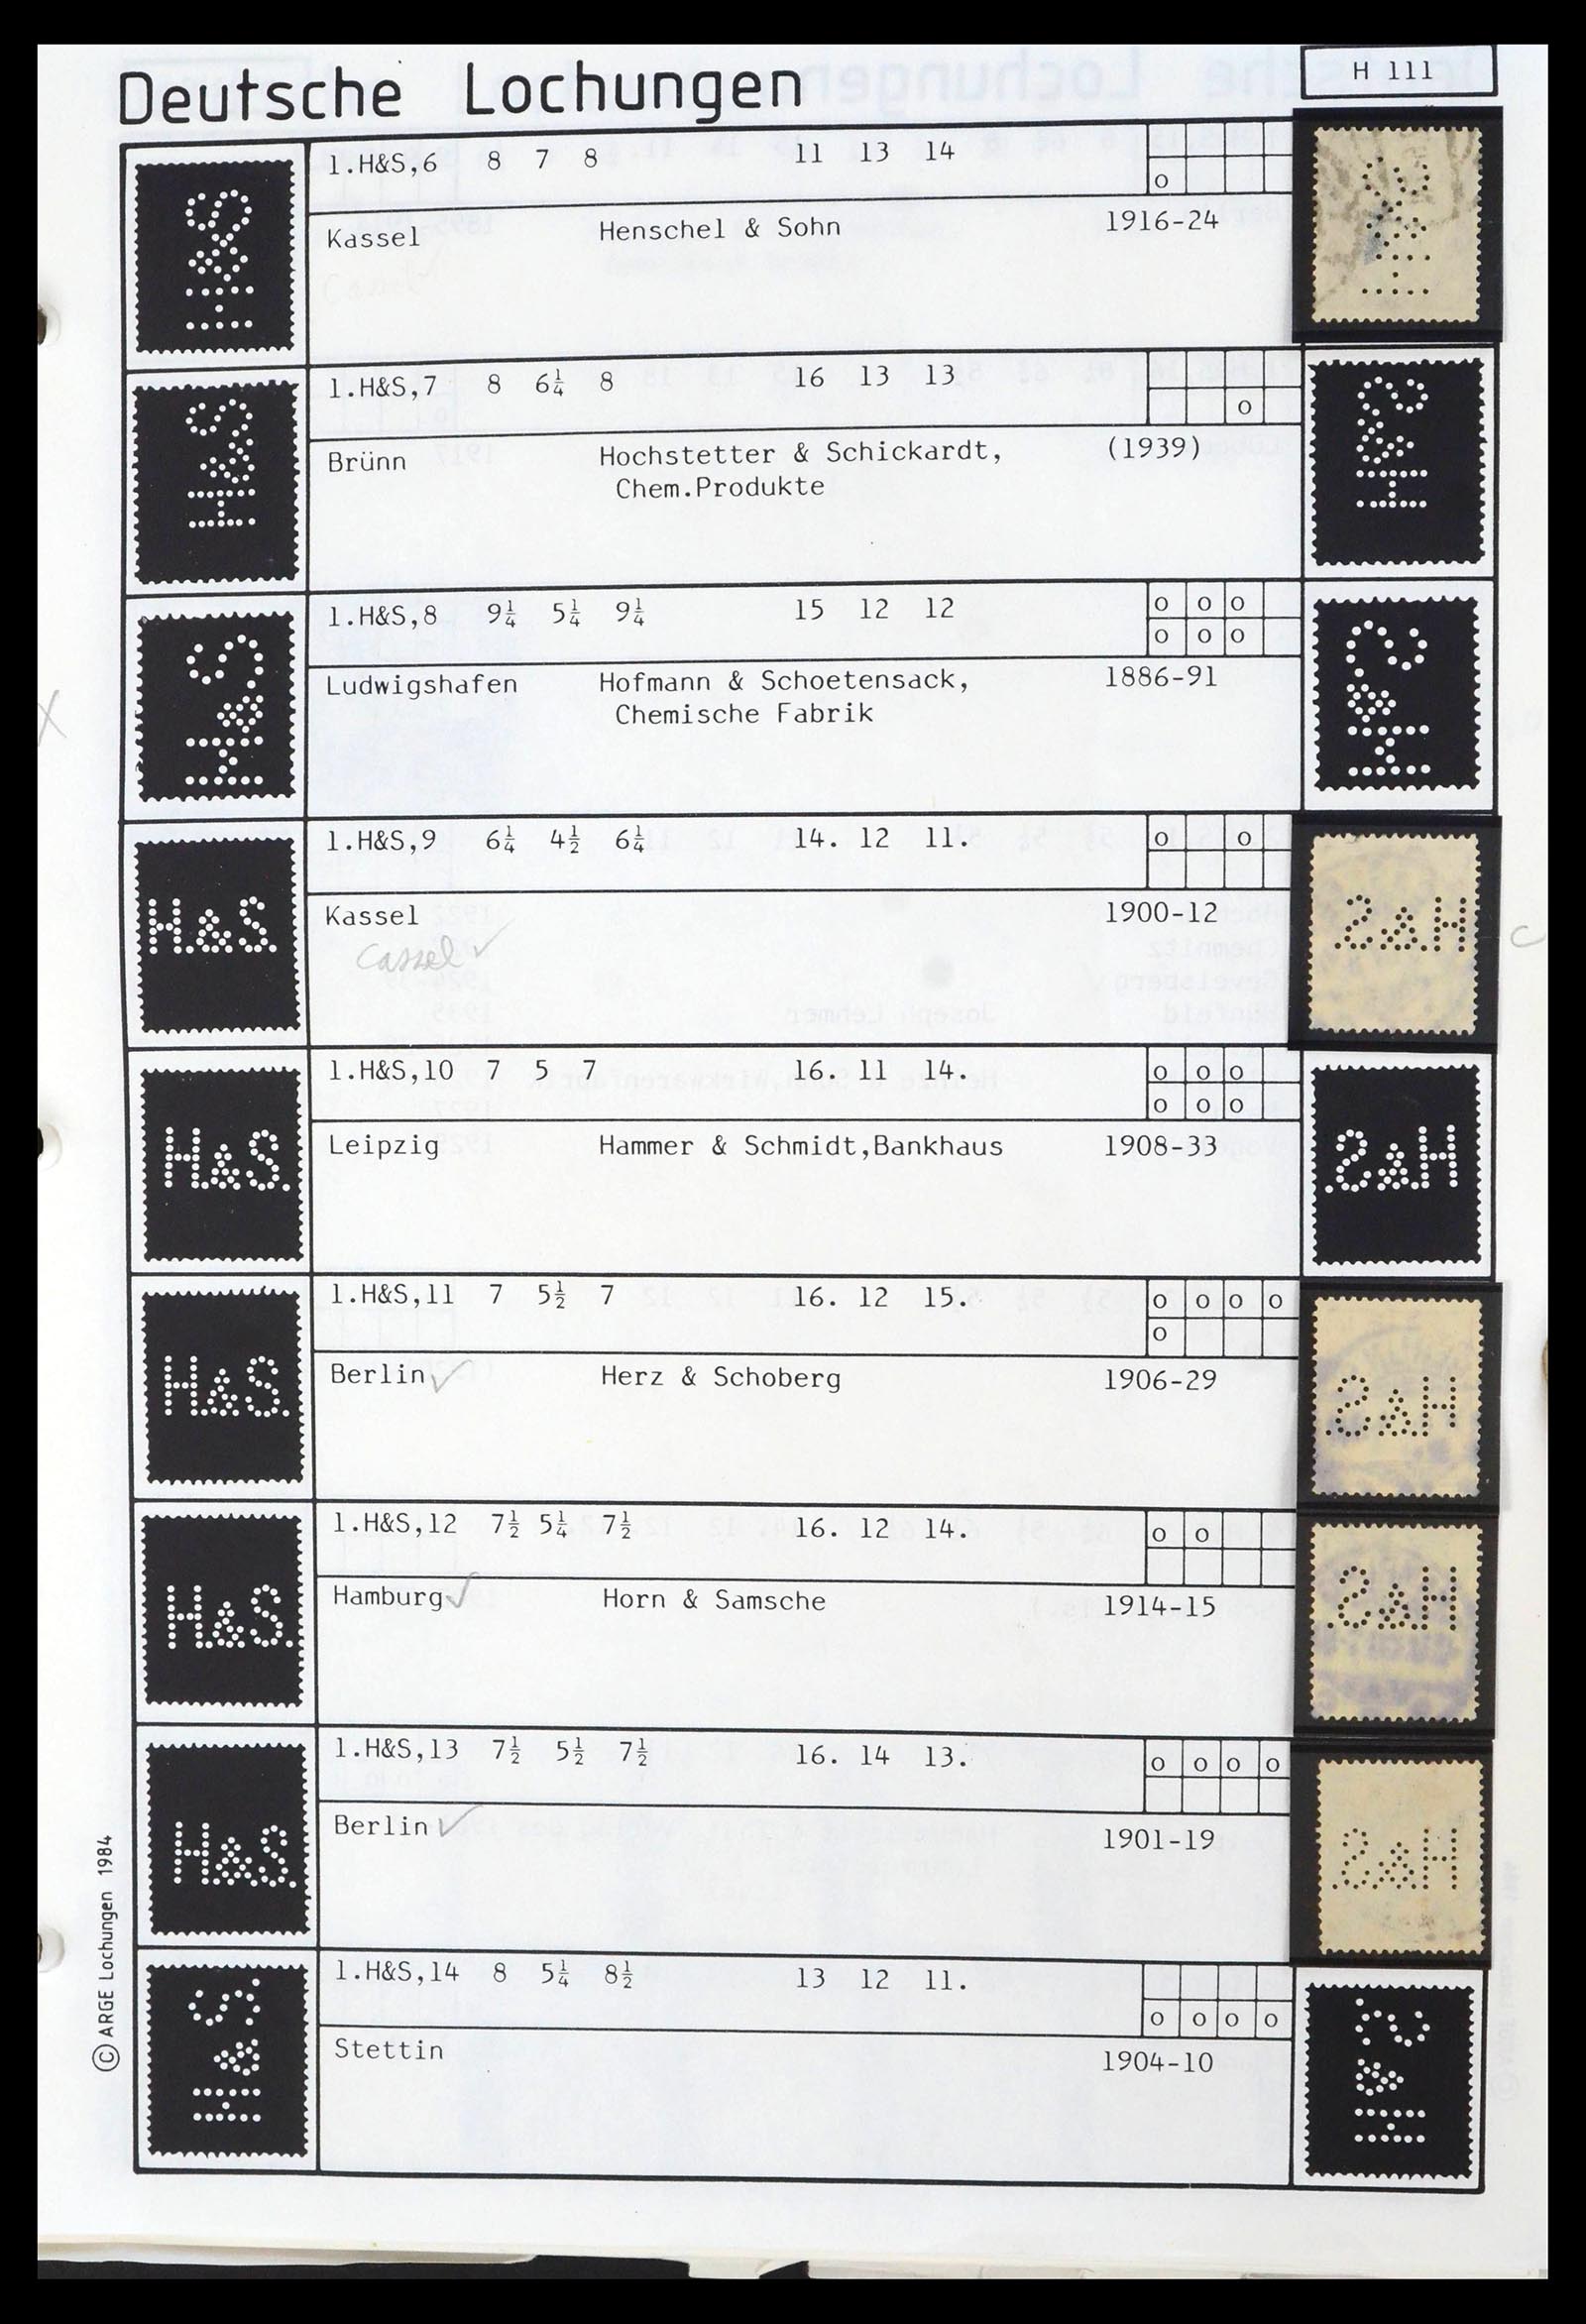 Deutsche Lochungen
H 111
H&S
1.H&S,6 8 7 8 11 13 14
o
Kassel Henschel & Sohn 1916-24
H&S
1.H&S,7 8 6¼ 8 16 13 13
o
Brünn Hochstetter & Schickardt, (1939)
Chem.Produkte
H&S
1.H&S,8 9¼ 5¼ 9¼ 15 12 12
o o o
o o o
Ludwigshafen Hofmann & Schoetensack, 1886-91
Chemische Fabrik
H&S
1.H&S,9 6¼ 4½ 6¼ 14. 12 11.
o o
Kassel 1900-12
Cassel ✓
H&S.
1.H&S,10 7 5 7 16. 11 14.
o o o
o o o
Leipzig Hammer & Schmidt,Bankhaus 1908-33
H&S.
1.H&S,11 7 5½ 7 16. 12 15.
o o o o
o
Berlin ✓ Herz & Schoberg 1906-29
H&S.
1.H&S,12 7½ 5¼ 7½ 16. 12 14.
o o
Hamburg ✓ Horn & Samsche 1914-15
H&S.
1.H&S,13 7½ 5½ 7½ 16. 14 13.
o o o o
Berlin ✓ 1901-19
H&S.
1.H&S,14 8 5¼ 8½ 13 12 11.
o o o o
Stettin 1904-10
© ARGE Lochungen 1984